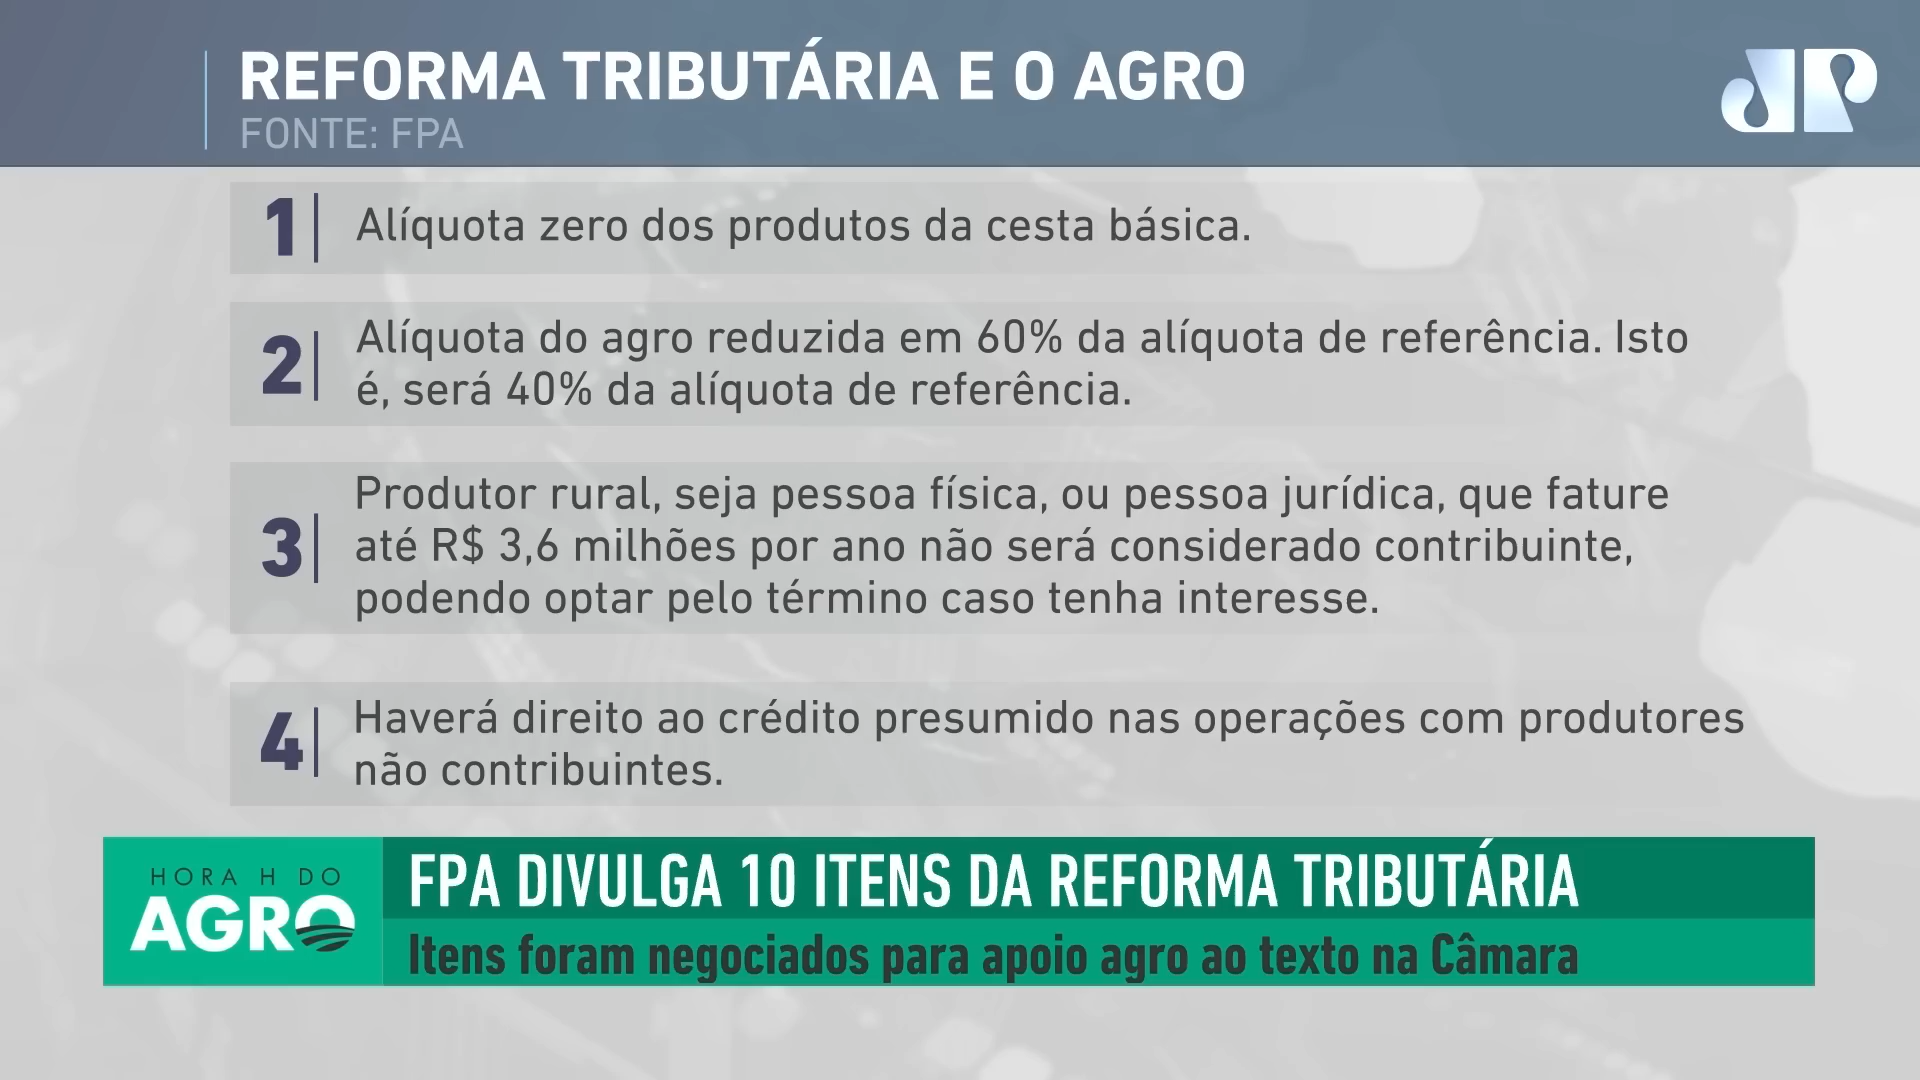 REFORMA TRIBUTÁRIA E O AGRO
FONTE: FPA
JP
1
Alíquota zero dos produtos da cesta básica.
2
Alíquota do agro reduzida em 60% da alíquota de referência. Isto
é, será 40% da alíquota de referência.
3
Produtor rural, seja pessoa física, ou pessoa jurídica, que fature
até R$ 3,6 milhões por ano não será considerado contribuinte,
podendo optar pelo término caso tenha interesse.
4
Haverá direito ao crédito presumido nas operações com produtores
não contribuintes.
HORA H DO
AGRO
FPA DIVULGA 10 ITENS DA REFORMA TRIBUTÁRIA
Itens foram negociados para apoio agro ao texto na Câmara